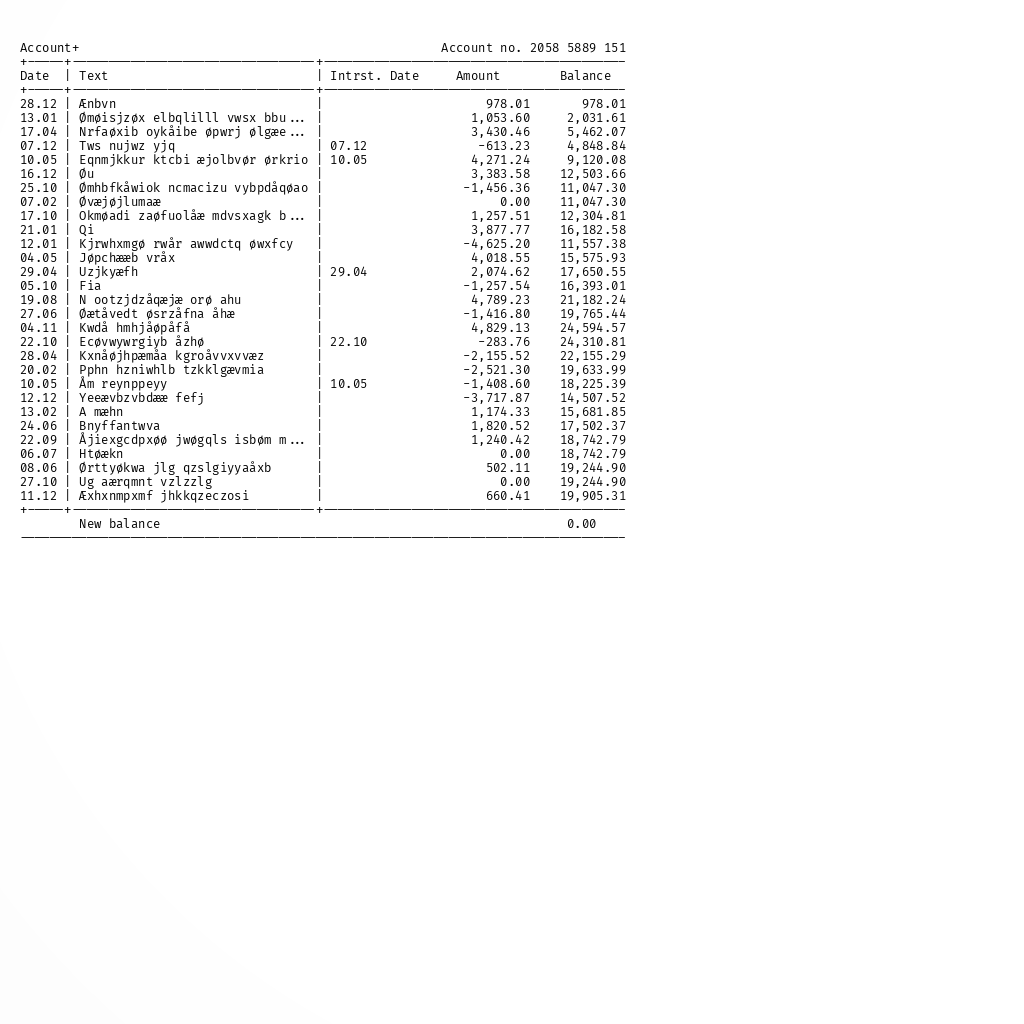 Account+ Account no. 2058 5889 151
+-----+---------------------------------+-----------------------------------------
Date | Text | Intrst. Date Amount Balance
+-----+---------------------------------+-----------------------------------------
28.12 | Ænbvn | 978.01 978.01
13.01 | Ømøisjzøx elbqlilll vwsx bbu... | 1,053.60 2,031.61
17.04 | Nrfaøxib oykåibe øpwrj ølgæe... | 3,430.46 5,462.07
07.12 | Tws nujwz yjq | 07.12 -613.23 4,848.84
10.05 | Eqnmjkkur ktcbi æjolbvør ørkrio | 10.05 4,271.24 9,120.08
16.12 | Øu | 3,383.58 12,503.66
25.10 | Ømhbfkåwiok ncmacizu vybpdåqøao | -1,456.36 11,047.30
07.02 | Øvæjøjlumaæ | 0.00 11,047.30
17.10 | Okmøadi zaøfuolåæ mdvsxagk b... | 1,257.51 12,304.81
21.01 | Qi | 3,877.77 16,182.58
12.01 | Kjrwhxmgø rwår awwdctq øwxfcy | -4,625.20 11,557.38
04.05 | Jøpchææb vråx | 4,018.55 15,575.93
29.04 | Uzjkyæfh | 29.04 2,074.62 17,650.55
05.10 | Fia | -1,257.54 16,393.01
19.08 | N ootzjdzåqæjæ orø ahu | 4,789.23 21,182.24
27.06 | Øætåvedt øsrzåfna åhæ | -1,416.80 19,765.44
04.11 | Kwdå hmhjåøpåfå | 4,829.13 24,594.57
22.10 | Ecøvwywrgiyb åzhø | 22.10 -283.76 24,310.81
28.04 | Kxnåøjhpæmåa kgroåvvxvvæz | -2,155.52 22,155.29
20.02 | Pphn hzniwhlb tzkklgævmia | -2,521.30 19,633.99
10.05 | Åm reynppeyy | 10.05 -1,408.60 18,225.39
12.12 | Yeeævbzvbdææ fefj | -3,717.87 14,507.52
13.02 | A mæhn | 1,174.33 15,681.85
24.06 | Bnyffantwva | 1,820.52 17,502.37
22.09 | Åjiexgcdpxøø jwøgqls isbøm m... | 1,240.42 18,742.79
06.07 | Htøækn | 0.00 18,742.79
08.06 | Ørttyøkwa jlg qzslgiyyaåxb | 502.11 19,244.90
27.10 | Ug aærqmnt vzlzzlg | 0.00 19,244.90
11.12 | Æxhxnmpxmf jhkkqzeczosi | 660.41 19,905.31
+-----+---------------------------------+-----------------------------------------
New balance 0.00
----------------------------------------------------------------------------------